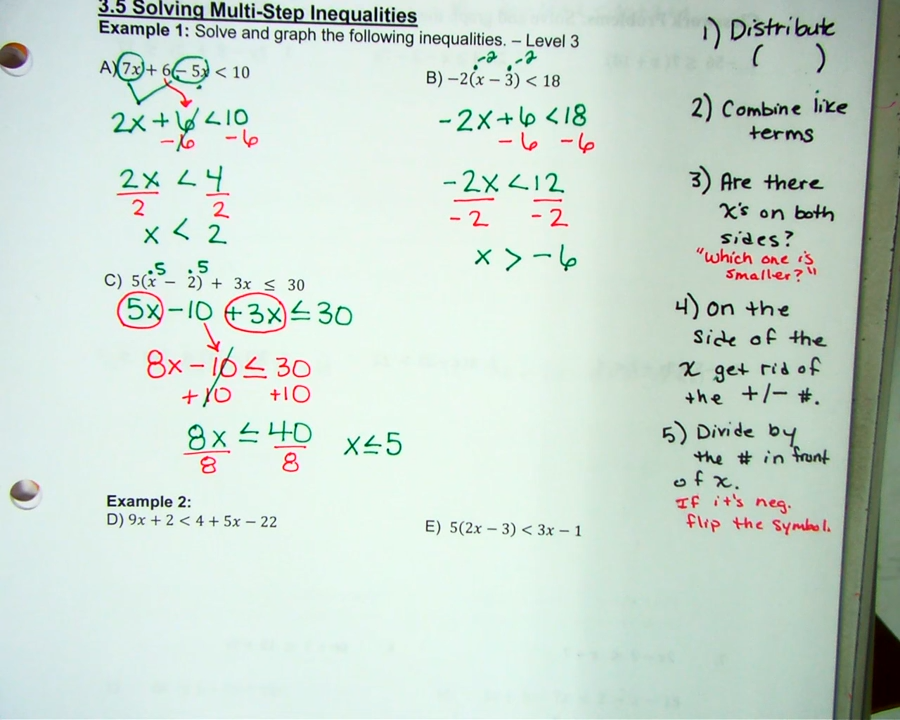 3.5 Solving Multi-Step Inequalities
Example 1: Solve and graph the following inequalities. – Level 3
A) 7x + 6 – 5x < 10
2x + 6 < 10
-6 -6
2x < 4
2 2
x < 2
·-2 ·-2
B) –2(x – 3) < 18
-2x + 6 < 18
-6 -6
-2x < 12
-2 -2
x > -6
·5 ·5
C) 5(x – 2) + 3x ≤ 30
5x - 10 + 3x ≤ 30
8x - 10 ≤ 30
+10 +10
8x ≤ 40 x ≤ 5
8 8
Example 2:
D) 9x + 2 < 4 + 5x – 22
E) 5(2x – 3) < 3x – 1
1) Distribute
( )
2) Combine like
terms
3) Are there
x's on both
sides?
"Which one is
smaller?"
4) On the
side of the
x get rid of
the +/- #.
5) Divide by
the # in front
of x.
If it's neg.
flip the symbol.